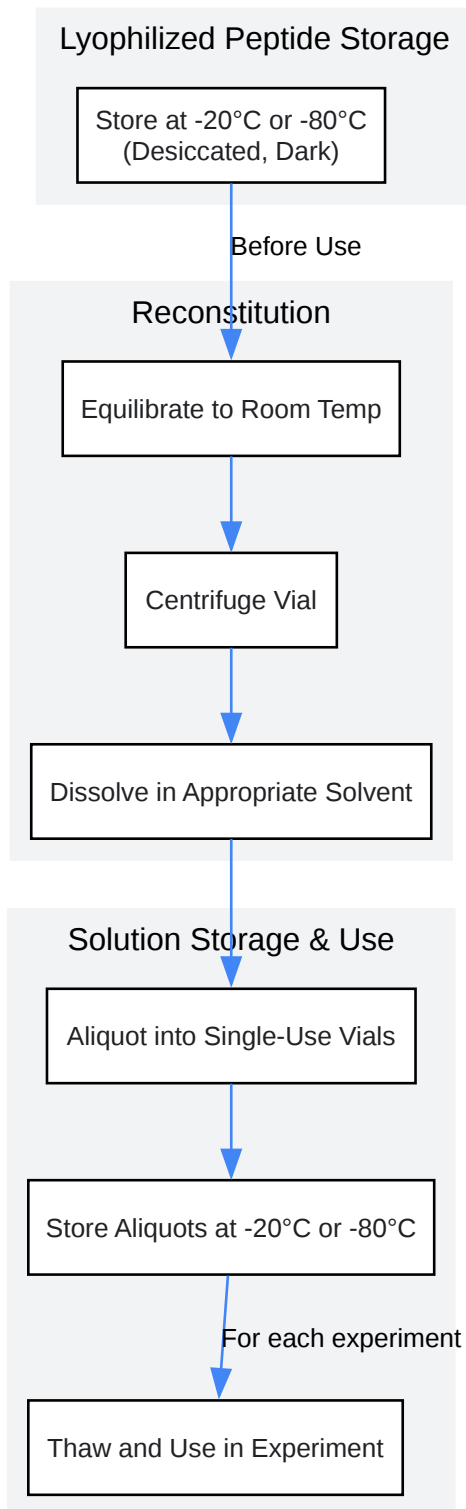 Lyophilized Peptide Storage
Store at -20°C or -80°C
(Desiccated, Dark)
Before Use
Reconstitution
Equilibrate to Room Temp
Centrifuge Vial
Dissolve in Appropriate Solvent
Solution Storage & Use
Aliquot into Single-Use Vials
Store Aliquots at -20°C or -80°C
For each experiment
Thaw and Use in Experiment